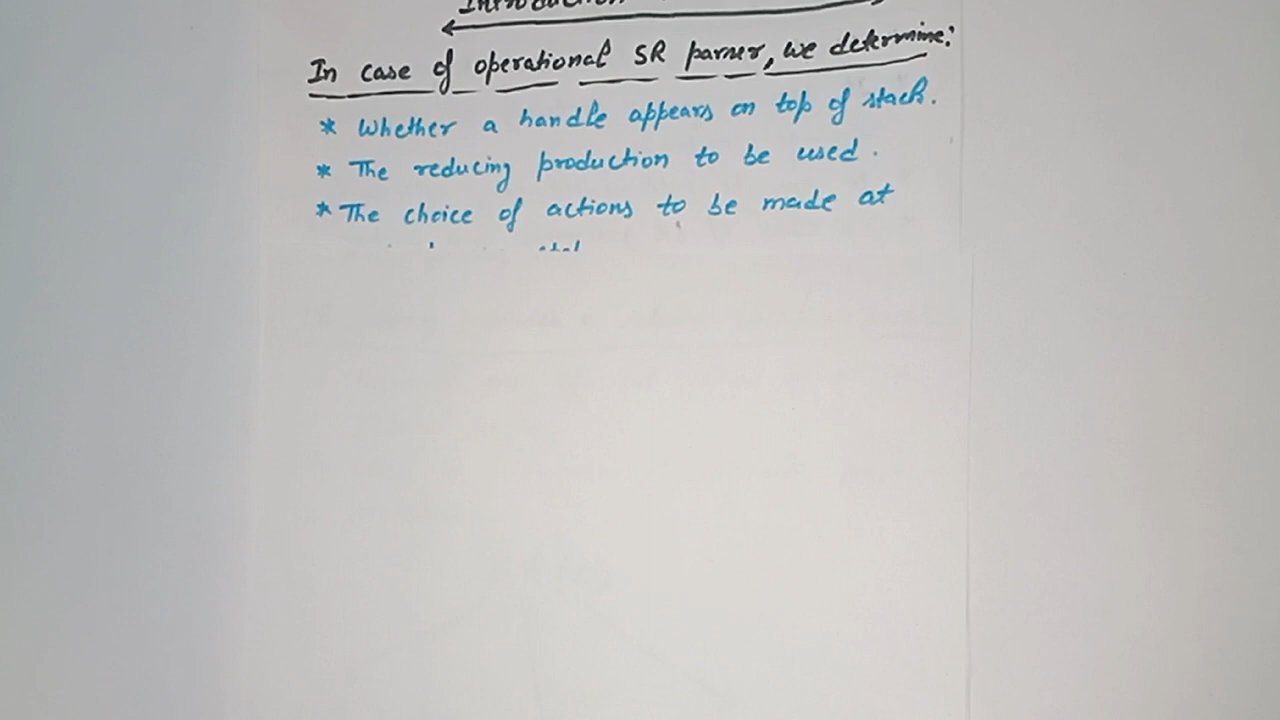 Introduction
In case of operational SR parser, we determine:
* Whether a handle appears on top of stack.
* The reducing production to be used.
* The choice of actions to be made at